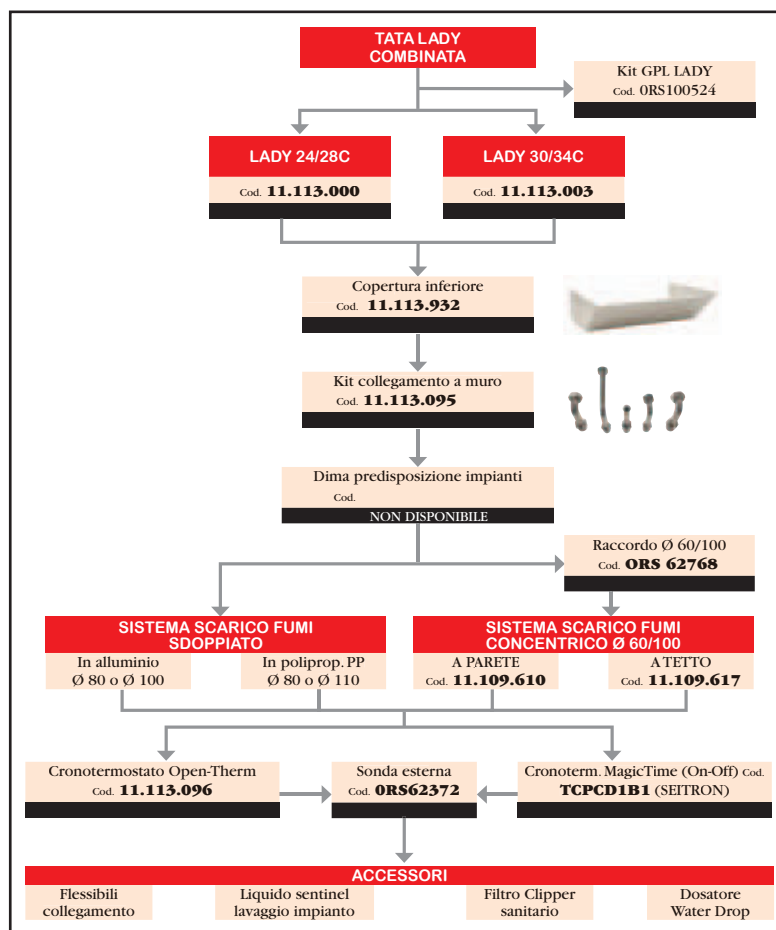 TATA LADY
COMBINATA
Kit GPL LADY
Cod. 0RS100524
LADY 24/28C
Cod. 11.113.000
LADY 30/34C
Cod. 11.113.003
Copertura inferiore
Cod. 11.113.932
Kit collegamento a muro
Cod. 11.113.095
Dima predisposizione impianti
Cod.
NON DISPONIBILE
Raccordo Ø 60/100
Cod. ORS 62768
SISTEMA SCARICO FUMI
SDOPPIATO
In alluminio
Ø 80 o Ø 100
In poliprop. PP
Ø 80 o Ø 110
SISTEMA SCARICO FUMI
CONCENTRICO Ø 60/100
A PARETE
Cod. 11.109.610
A TETTO
Cod. 11.109.617
Cronotermostato Open-Therm
Cod. 11.113.096
Sonda esterna
Cod. 0RS62372
Cronoterm. MagicTime (On-Off) Cod.
TCPCD1B1 (SEITRON)
ACCESSORI
Flessibili
collegamento
Liquido sentinel
lavaggio impianto
Filtro Clipper
sanitario
Dosatore
Water Drop